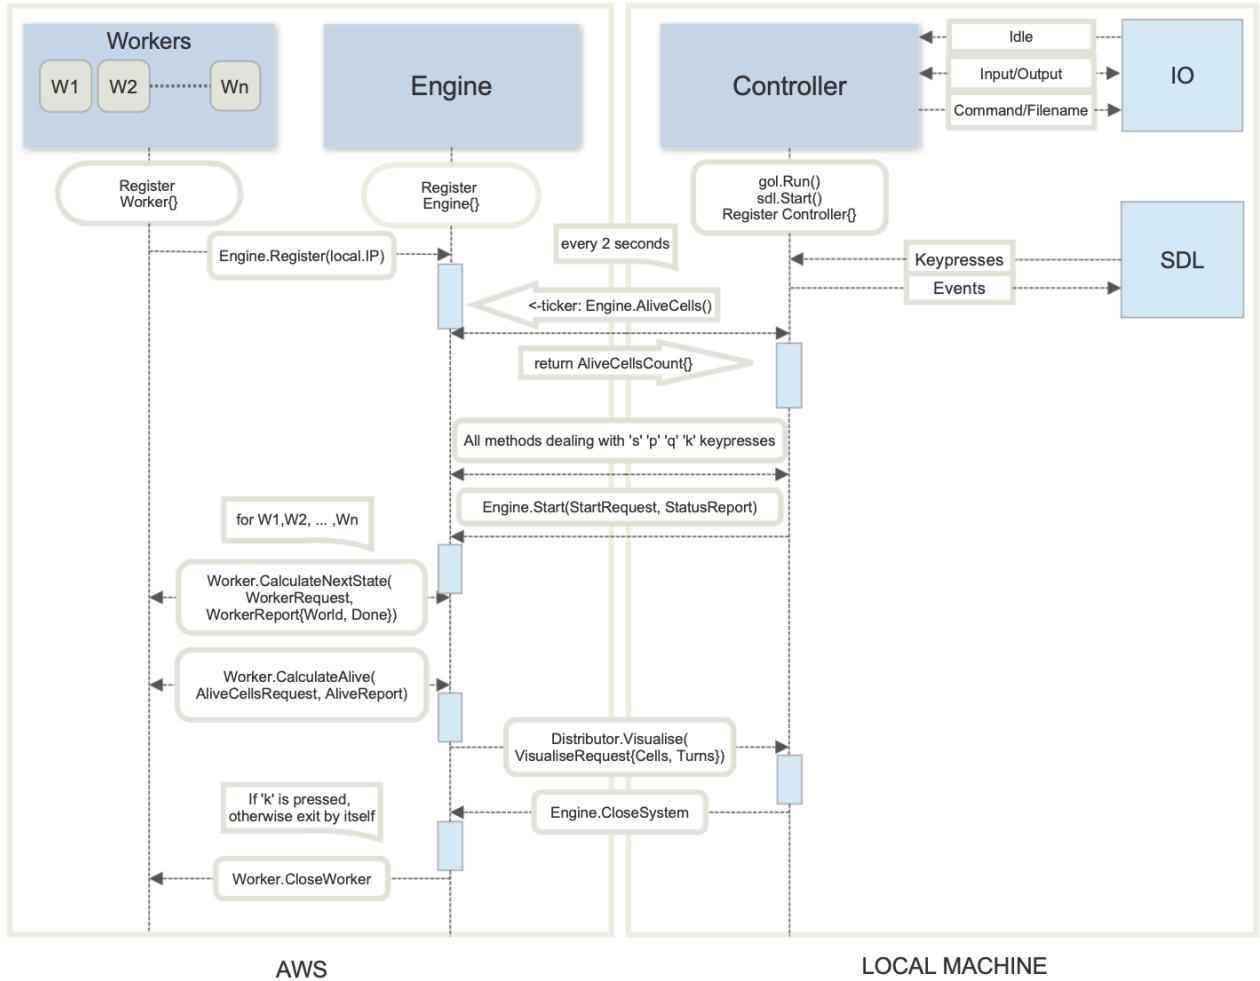 Workers
W1
W2
Wn
Engine
Controller
Idle
Input/Output
Command/Filename
IO
Register
Worker{}
Register
Engine{}
gol.Run()
sdl.Start()
Register Controller{}
Engine.Register(local.IP)
every 2 seconds
Keypresses
Events
SDL
<-ticker: Engine.AliveCells()
return AliveCellsCount{}
All methods dealing with 's' 'p' 'q' 'k' keypresses
Engine.Start(StartRequest, StatusReport)
for W1,W2, ... ,Wn
Worker.CalculateNextState(
WorkerRequest,
WorkerReport{World, Done})
Worker.CalculateAlive(
AliveCellsRequest, AliveReport)
Distributor.Visualise(
VisualiseRequest{Cells, Turns})
If 'k' is pressed,
otherwise exit by itself
Engine.CloseSystem
Worker.CloseWorker
AWS
LOCAL MACHINE